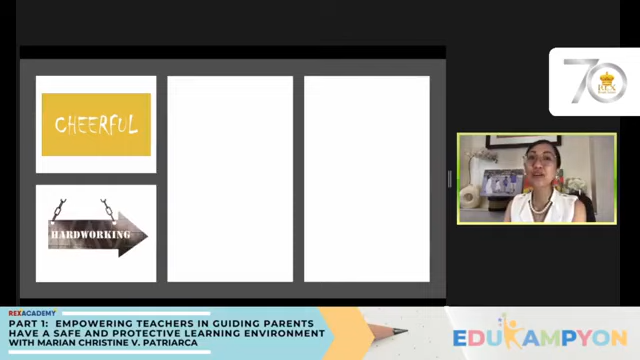 CHEERFUL
HARDWORKING
70
REX
REXACADEMY
PART 1: EMPOWERING TEACHERS IN GUIDING PARENTS
HAVE A SAFE AND PROTECTIVE LEARNING ENVIRONMENT
WITH MARIAN CHRISTINE V. PATRIARCA
EDUKAMPYON